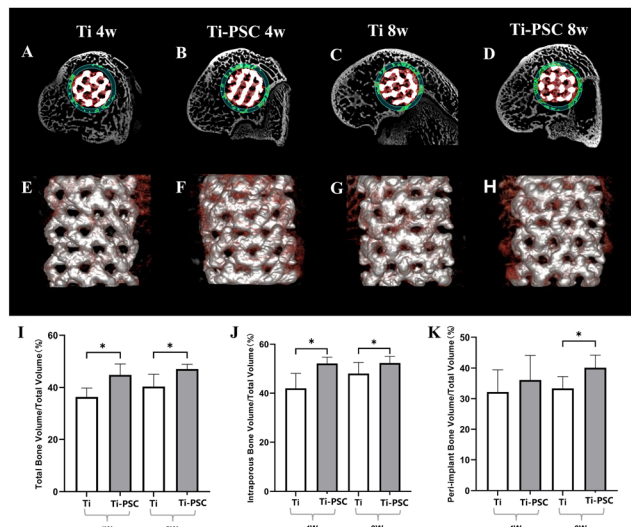 Ti 4w
Ti-PSC 4w
Ti 8w
Ti-PSC 8w
A
B
C
D
E
F
G
H
I
Total Bone Volume/Total Volume(%)
60
40
20
0
*
*
Ti
Ti-PSC
Ti
Ti-PSC
J
Intraporous Bone Volume/Total Volume(%)
60
40
20
0
*
*
Ti
Ti-PSC
Ti
Ti-PSC
K
Peri-implant Bone Volume/Total Volume(%)
50
40
30
20
10
0
*
Ti
Ti-PSC
Ti
Ti-PSC